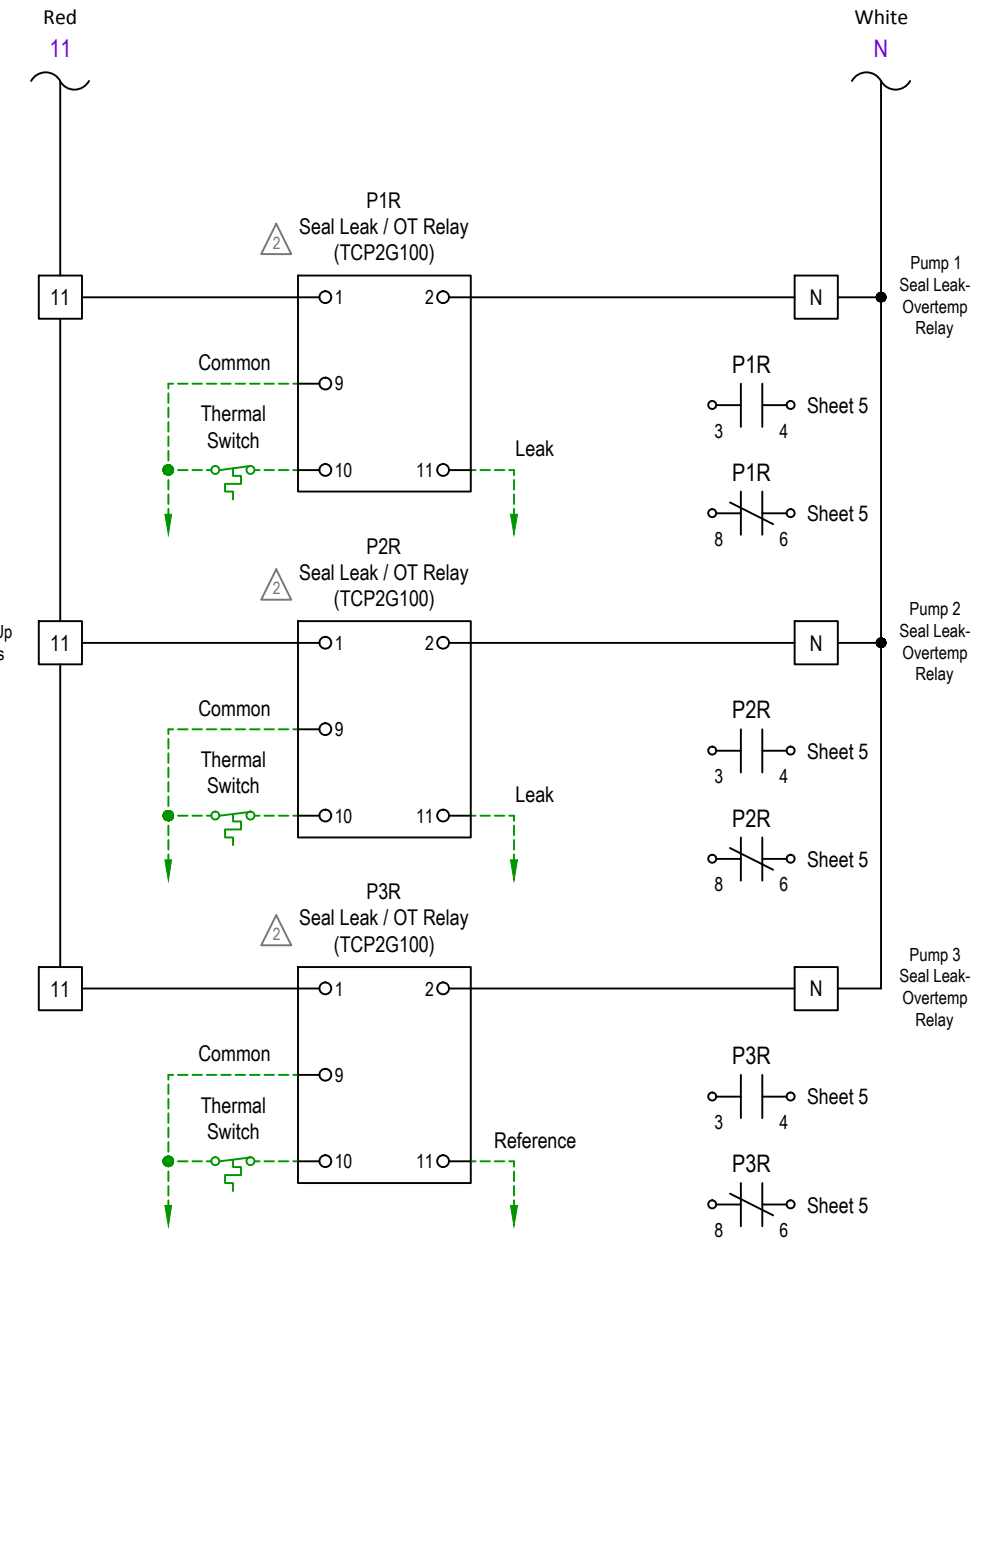 Red
White
11
N
P1R
2
Seal Leak / OT Relay
(TCP2G100)
11
1
2
N
Pump 1
Seal Leak-
Overtemp
Relay
Common
9
P1R
3
4
Sheet 5
Thermal
Switch
10
11
Leak
P1R
8
6
Sheet 5
P2R
2
Seal Leak / OT Relay
(TCP2G100)
11
1
2
N
Pump 2
Seal Leak-
Overtemp
Relay
Common
9
P2R
3
4
Sheet 5
Thermal
Switch
10
11
Leak
P2R
8
6
Sheet 5
P3R
2
Seal Leak / OT Relay
(TCP2G100)
11
1
2
N
Pump 3
Seal Leak-
Overtemp
Relay
Common
9
P3R
3
4
Sheet 5
Thermal
Switch
10
11
Reference
P3R
8
6
Sheet 5